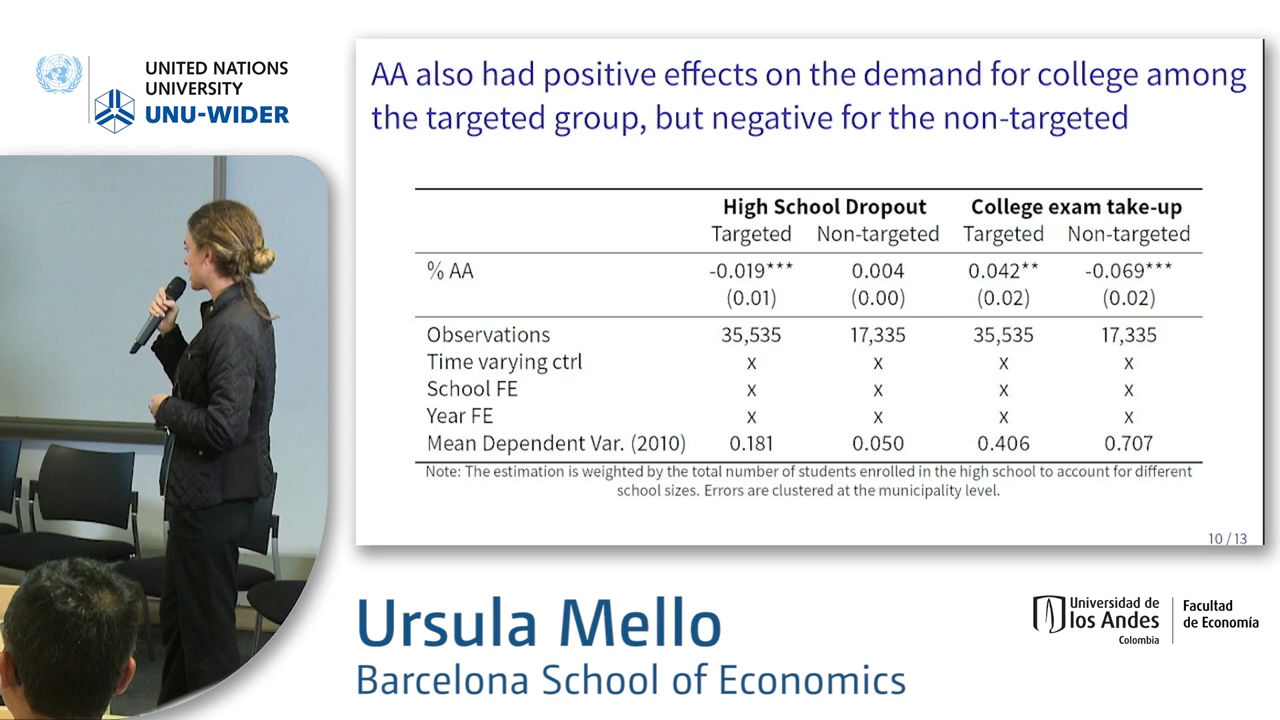 UNITED NATIONS
UNIVERSITY
UNU-WIDER
AA also had positive effects on the demand for college among
the targeted group, but negative for the non-targeted
High School Dropout College exam take-up
Targeted Non-targeted Targeted Non-targeted
% AA -0.019*** 0.004 0.042** -0.069***
(0.01) (0.00) (0.02) (0.02)
Observations 35,535 17,335 35,535 17,335
Time varying ctrl x x x x
School FE x x x x
Year FE x x x x
Mean Dependent Var. (2010) 0.181 0.050 0.406 0.707
Note: The estimation is weighted by the total number of students enrolled in the high school to account for different
school sizes. Errors are clustered at the municipality level.
10 / 13
Ursula Mello
Barcelona School of Economics
Universidad de
los Andes
Colombia
Facultad
de Economía